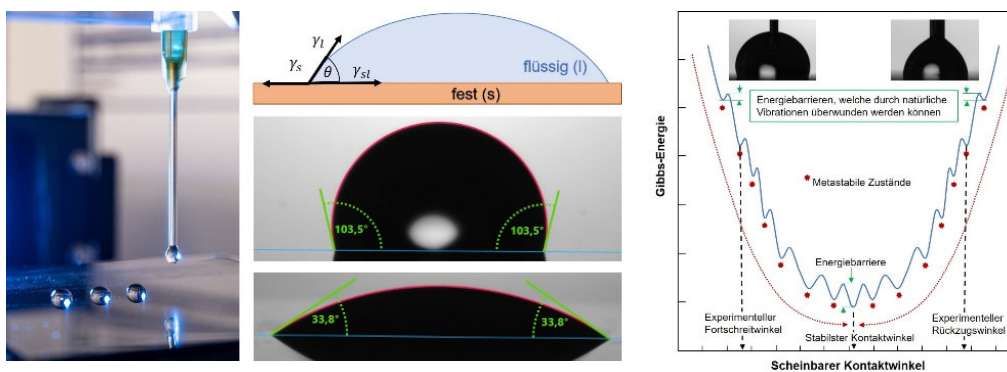 γₗ
γₛ
θ
γₛₗ
flüssig (l)
fest (s)
103,5°
103,5°
33,8°
33,8°
Gibbs-Energie
Energiebarrieren, welche durch natürliche
Vibrationen überwunden werden können
Metastabile Zustände
Energiebarriere
Experimenteller
Fortschreitwinkel
Stabilster Kontaktwinkel
Experimenteller
Rückzugswinkel
Scheinbarer Kontaktwinkel